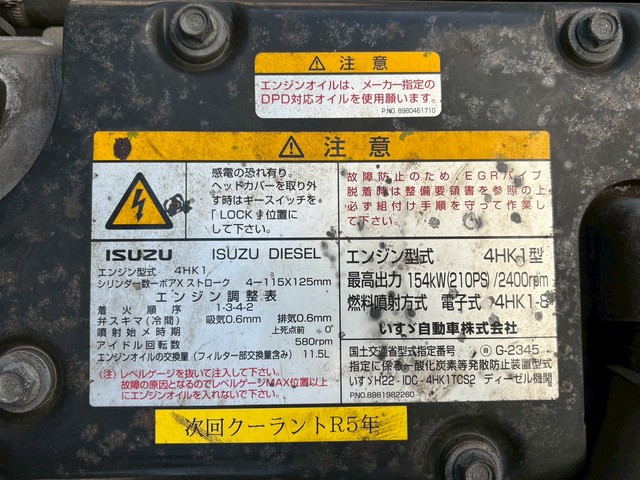 ⚠ 注意
エンジンオイルは、メーカー指定の
DPD対応オイルを使用願います。
P.NO. 8980461710
⚠ 注意
感電の恐れ有り。
ヘッドカバーを取り外
す時はキースイッチを
「LOCK」位置に
して下さい。
故障防止のため、EGRパイプ
脱着時は整備要領書を参照の上
必ず組付け手順を守って作業し
て下さい。
ISUZU ISUZU DIESEL
エンジン型式 4HK1
シリンダー数ーボアXストローク 4-115X125mm
エンジン調整表
着火順序 1-3-4-2
弁スキマ(冷間) 吸気0.6mm 排気0.6mm
噴射始メ時期 上死点前 0°
アイドル回転数 580rpm
エンジンオイルの交換量(フィルター部交換量含み) 11.5L
(注)レベルゲージを抜いて注入して下さい。
故障の原因となるのでレベルゲージMAX位置以上
にエンジンオイルを入れないで下さい。
エンジン型式 4HK1型
最高出力 154kW(210PS)/2400rpm
燃料噴射方式 電子式 4HK1-8
いすゞ自動車株式会社
国土交通省型式指定番号 G-2345
指定に係る一酸化炭素等発散防止装置型式
いすゞH22-IDC-4HK1TCS2 ディーゼル機関
P.NO.8981982260
次回クーラントR5年